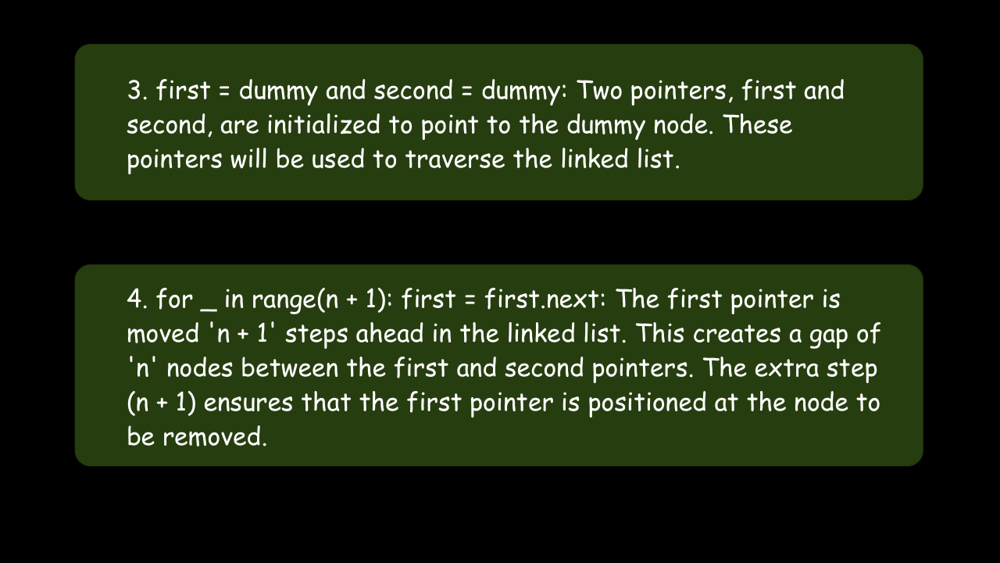 3. first = dummy and second = dummy: Two pointers, first and
second, are initialized to point to the dummy node. These
pointers will be used to traverse the linked list.
4. for _ in range(n + 1): first = first.next: The first pointer is
moved 'n + 1' steps ahead in the linked list. This creates a gap of
'n' nodes between the first and second pointers. The extra step
(n + 1) ensures that the first pointer is positioned at the node to
be removed.